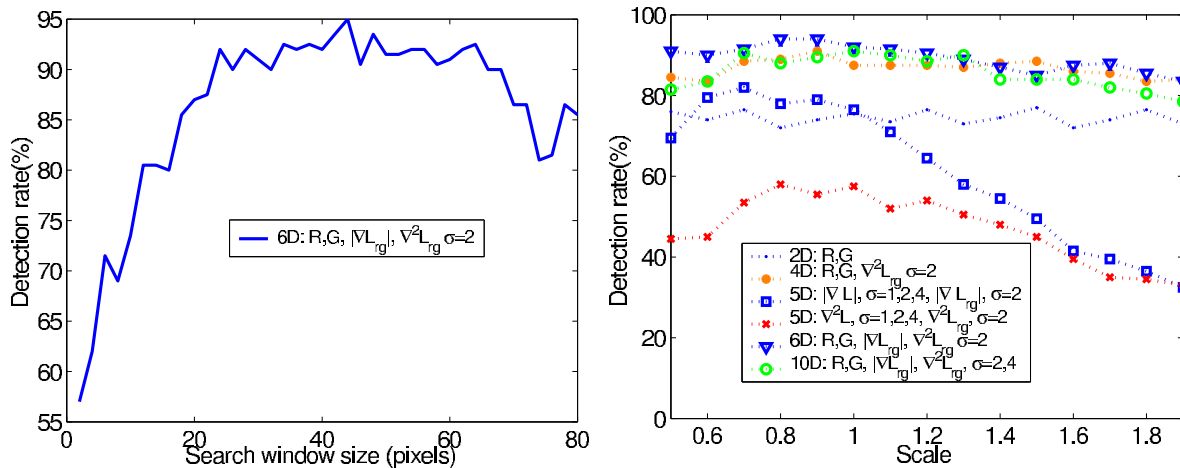 95
90
85
80
75
70
65
60
55
Detection rate(%)
6D: R,G, |∇L_rg|, ∇²L_rg σ=2
0 20 40 60 80
Search window size (pixels)
100
80
60
40
20
0
Detection rate(%)
2D: R,G
4D: R,G, ∇²L_rg σ=2
5D: |∇ L|, σ=1,2,4, |∇ L_rg|, σ=2
5D: ∇²L, σ=1,2,4, ∇²L_rg, σ=2
6D: R,G, |∇L_rg|, ∇²L_rg σ=2
10D: R,G, |∇L_rg|, ∇²L_rg, σ=2,4
0.6 0.8 1 1.2 1.4 1.6 1.8
Scale